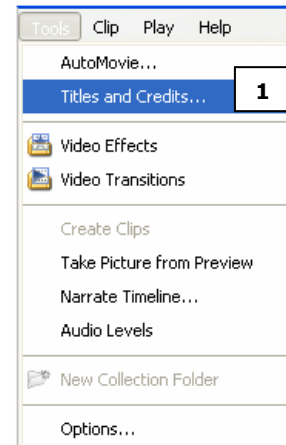 Tools Clip Play Help
AutoMovie...
Titles and Credits...
1
Video Effects
Video Transitions
Create Clips
Take Picture from Preview
Narrate Timeline...
Audio Levels
New Collection Folder
Options...